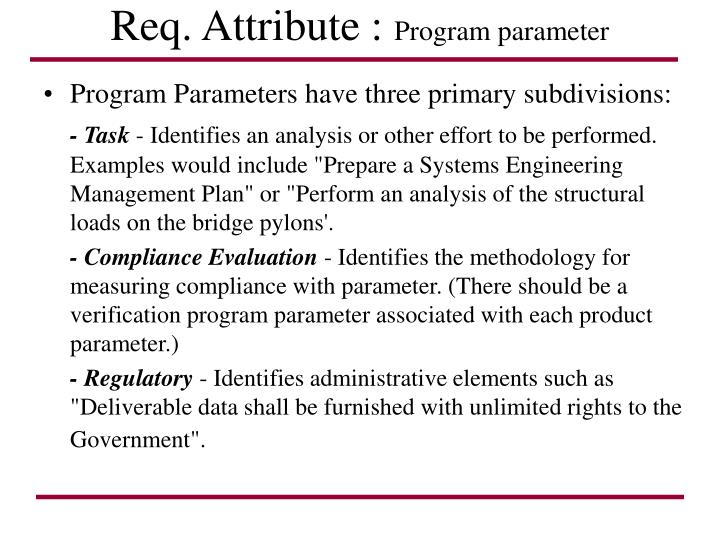 Req. Attribute : Program parameter
• Program Parameters have three primary subdivisions:
- Task - Identifies an analysis or other effort to be performed.
Examples would include "Prepare a Systems Engineering
Management Plan" or "Perform an analysis of the structural
loads on the bridge pylons'.
- Compliance Evaluation - Identifies the methodology for
measuring compliance with parameter. (There should be a
verification program parameter associated with each product
parameter.)
- Regulatory - Identifies administrative elements such as
"Deliverable data shall be furnished with unlimited rights to the
Government".